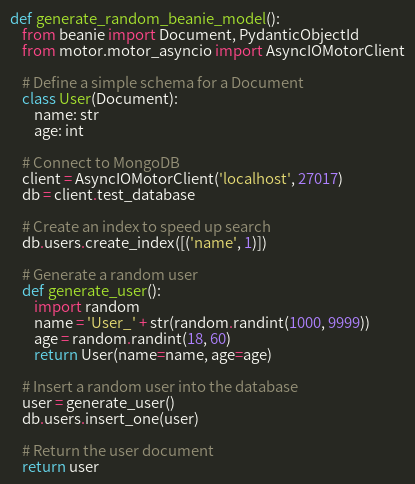 def generate_random_beanie_model():
    from beanie import Document, PydanticObjectId
    from motor.motor_asyncio import AsyncIOMotorClient

    # Define a simple schema for a Document
    class User(Document):
        name: str
        age: int

    # Connect to MongoDB
    client = AsyncIOMotorClient('localhost', 27017)
    db = client.test_database

    # Create an index to speed up search
    db.users.create_index([('name', 1)])

    # Generate a random user
    def generate_user():
        import random
        name = 'User_' + str(random.randint(1000, 9999))
        age = random.randint(18, 60)
        return User(name=name, age=age)

    # Insert a random user into the database
    user = generate_user()
    db.users.insert_one(user)

    # Return the user document
    return user